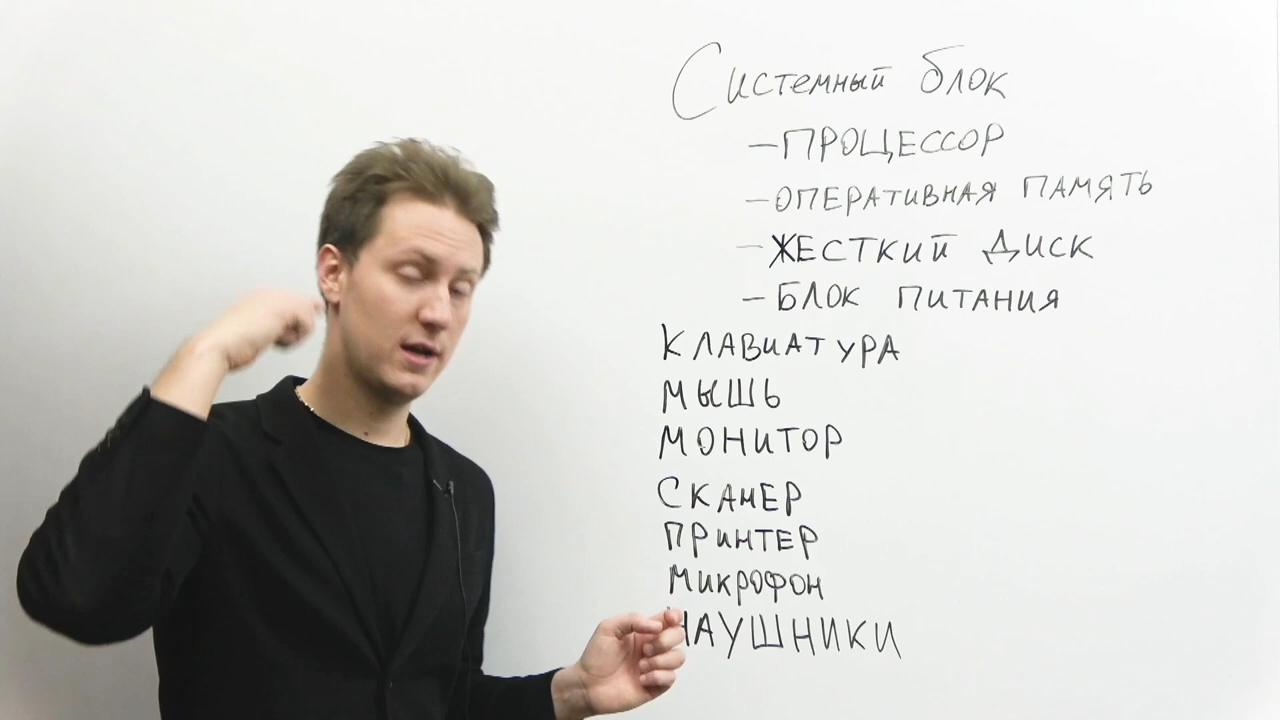 Системный блок
– ПРОЦЕССОР
– ОПЕРАТИВНАЯ ПАМЯТЬ
– ЖЕСТКИЙ ДИСК
– БЛОК ПИТАНИЯ
КЛАВИАТУРА
МЫШЬ
МОНИТОР
СКАНЕР
ПРИНТЕР
МИКРОФОН
НАУШНИКИ